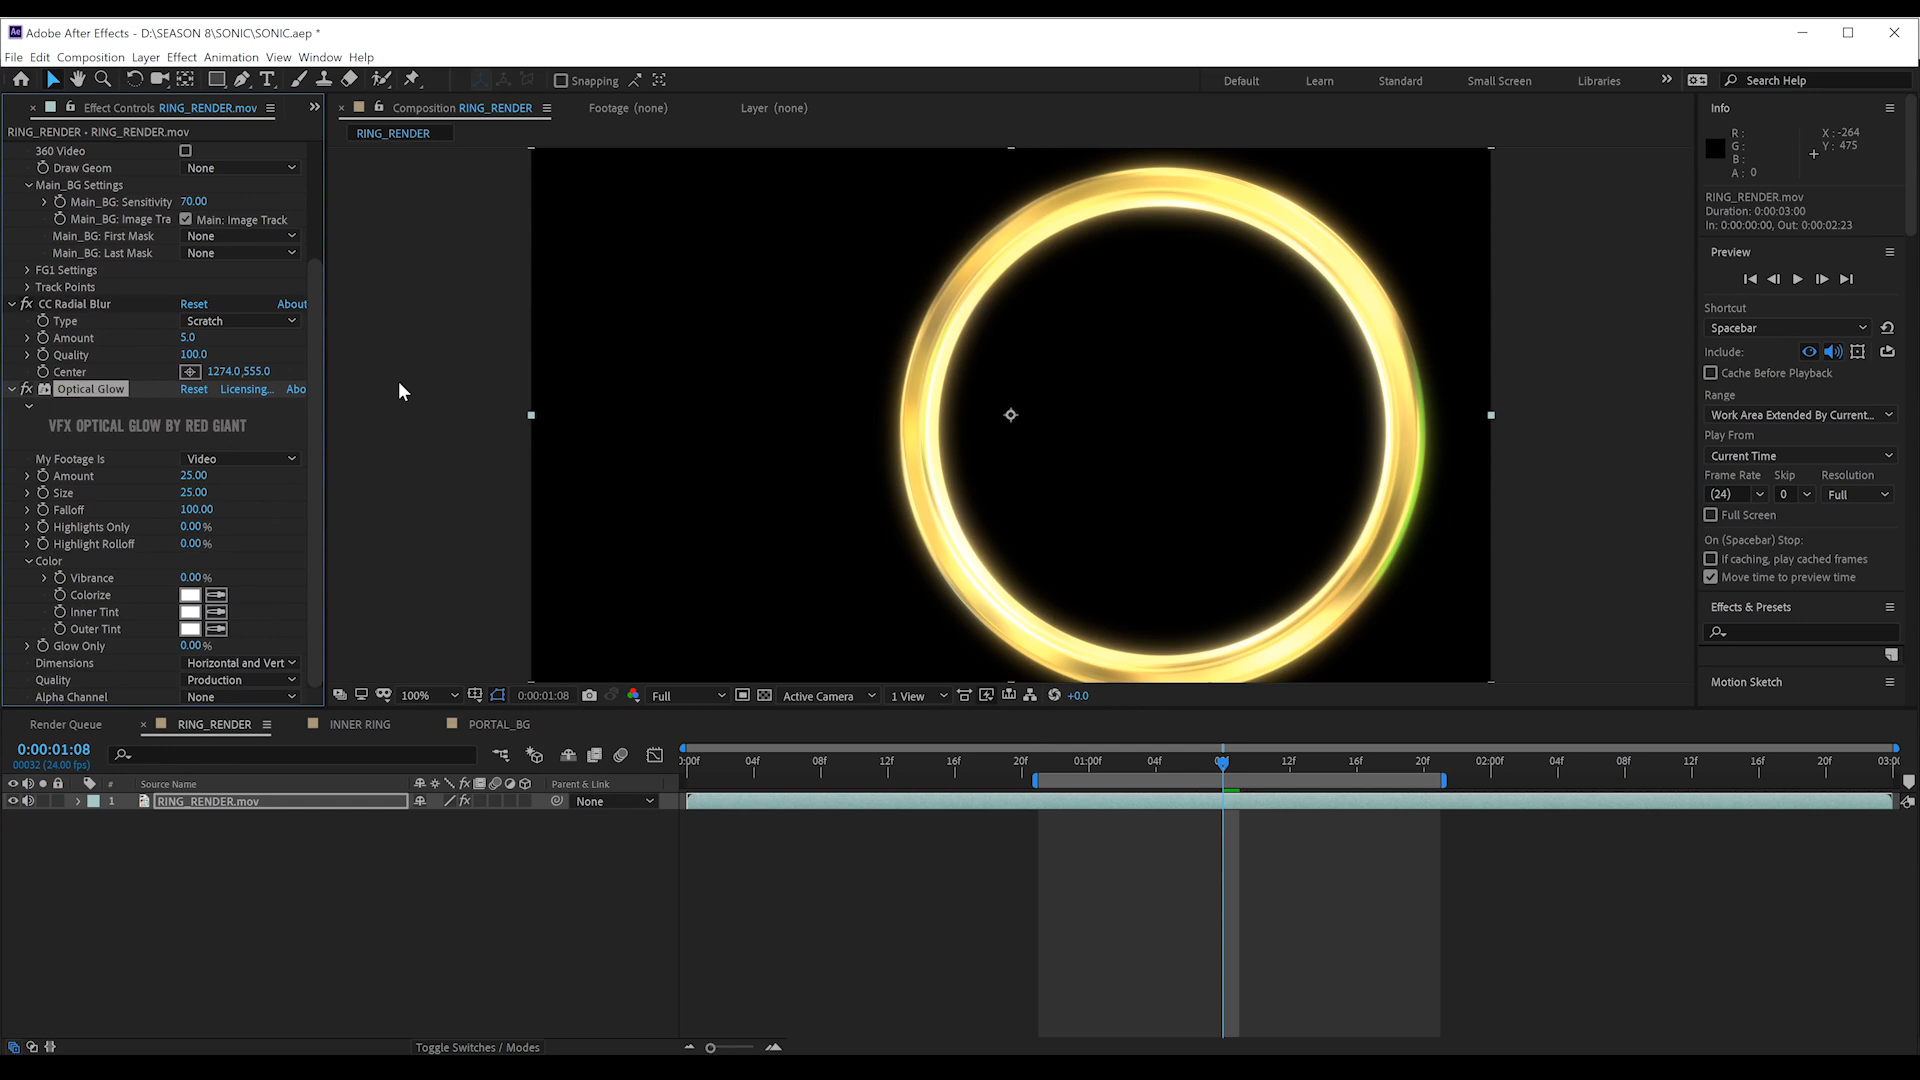 Ae Adobe After Effects - D:\SEASON 8\SONIC\SONIC.aep *
File Edit Composition Layer Effect Animation View Window Help
Snapping
Default Learn Standard Small Screen Libraries Search Help
Effect Controls RING_RENDER.mov
Composition RING_RENDER Footage (none) Layer (none)
RING_RENDER • RING_RENDER.mov
RING_RENDER
360 Video
Draw Geom None
Main_BG Settings
Main_BG: Sensitivity 70.00
Main_BG: Image Tra Main: Image Track
Main_BG: First Mask None
Main_BG: Last Mask None
FG1 Settings
Track Points
fx CC Radial Blur Reset About
Type Scratch
Amount 5.0
Quality 100.0
Center 1274.0,555.0
fx Optical Glow Reset Licensing... Abo
VFX OPTICAL GLOW BY RED GIANT
My Footage Is Video
Amount 25.00
Size 25.00
Falloff 100.00
Highlights Only 0.00%
Highlight Rolloff 0.00%
Color
Vibrance 0.00%
Colorize
Inner Tint
Outer Tint
Glow Only 0.00%
Dimensions Horizontal and Vert
Quality Production
Alpha Channel None
100% 0:00:01:08 Full Active Camera 1 View +0.0
Info
R: X: -264
G: Y: 475
B:
A: 0
RING_RENDER.mov
Duration: 0:00:03:00
In: 0:00:00:00, Out: 0:00:02:23
Preview
Shortcut
Spacebar
Include:
Cache Before Playback
Range
Work Area Extended By Current...
Play From
Current Time
Frame Rate Skip Resolution
(24) 0 Full
Full Screen
On (Spacebar) Stop:
If caching, play cached frames
Move time to preview time
Effects & Presets
Motion Sketch
Render Queue RING_RENDER INNER RING PORTAL_BG
0:00:01:08
00032 (24.00 fps)
:00f 04f 08f 12f 16f 20f 01:00f 04f 12f 16f 20f 02:00f 04f 08f 12f 16f 20f 03:00
# Source Name fx Parent & Link
1 RING_RENDER.mov fx None
Toggle Switches / Modes